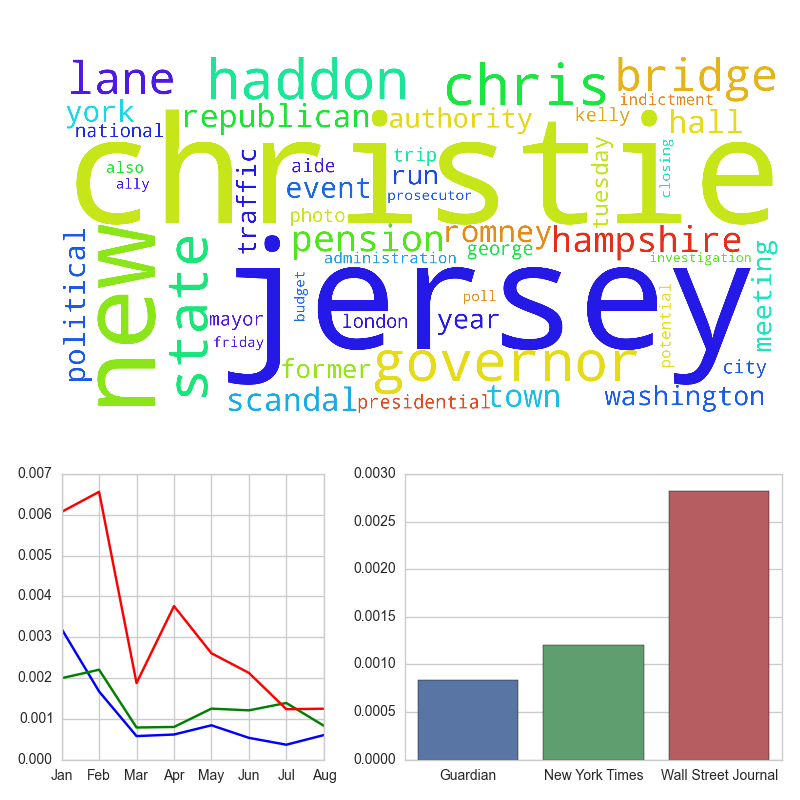 lane haddon chris bridge
york republican authority kelly indictment hall
national
christie
also ally traffic aide event trip run prosecutor tuesday closing
photo
new state pension romney hampshire
political administration george investigation meeting
jersey
budget poll potential
mayor london year
friday former governor city
scandal presidential town washington
0.007
0.006
0.005
0.004
0.003
0.002
0.001
0.000
Jan Feb Mar Apr May Jun Jul Aug
0.0030
0.0025
0.0020
0.0015
0.0010
0.0005
0.0000
Guardian New York Times Wall Street Journal